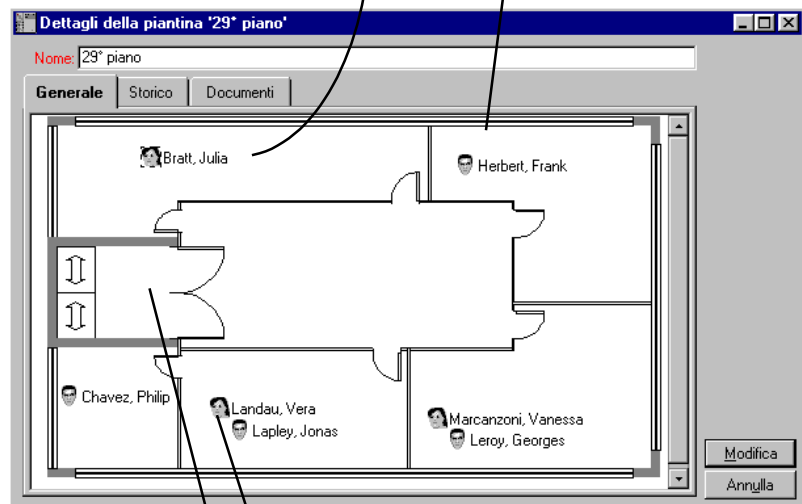 Dettagli della piantina '29° piano'
Nome: 29° piano
Generale Storico Documenti
Bratt, Julia
Herbert, Frank
Chavez, Philip
Landau, Vera
Lapley, Jonas
Marcanzoni, Vanessa
Leroy, Georges
Modifica
Annulla